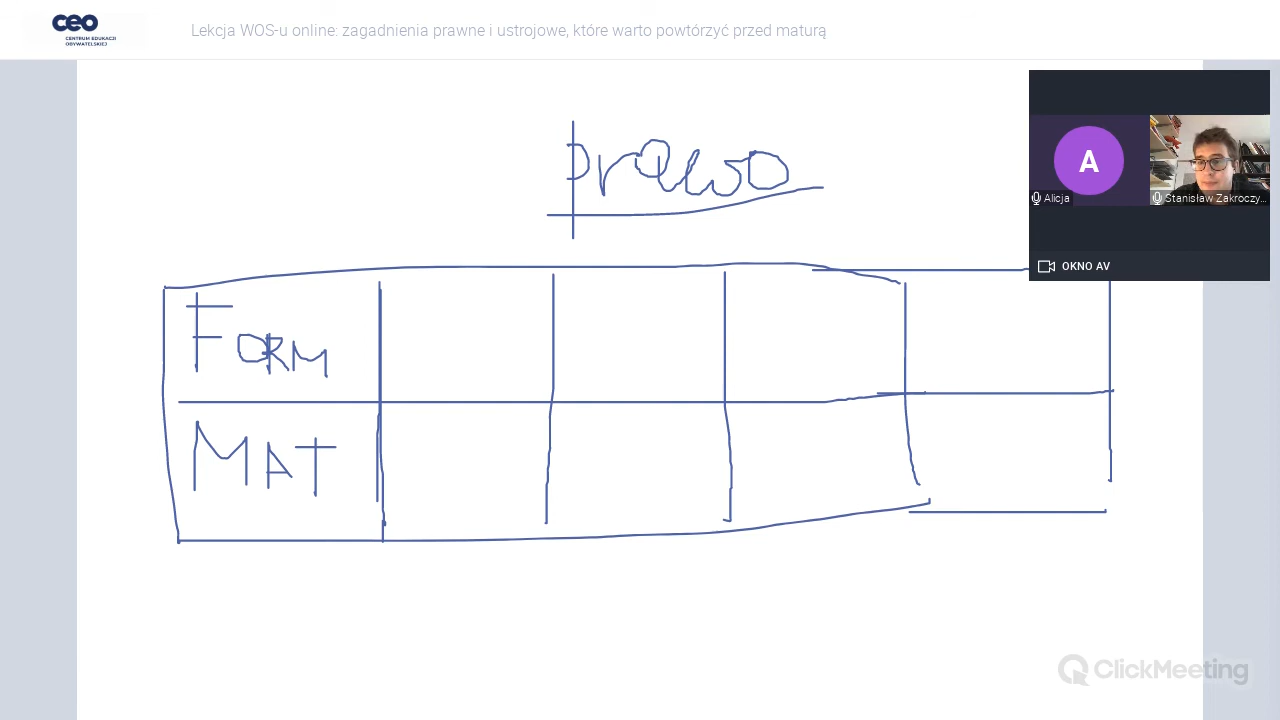 ceo
CENTRUM EDUKACJI
OBYWATELSKIEJ
Lekcja WOS-u online: zagadnienia prawne i ustrojowe, które warto powtórzyć przed maturą
prawo
A
Alicja
Stanisław Zakroczy...
OKNO AV
FORM
MAT
ClickMeeting